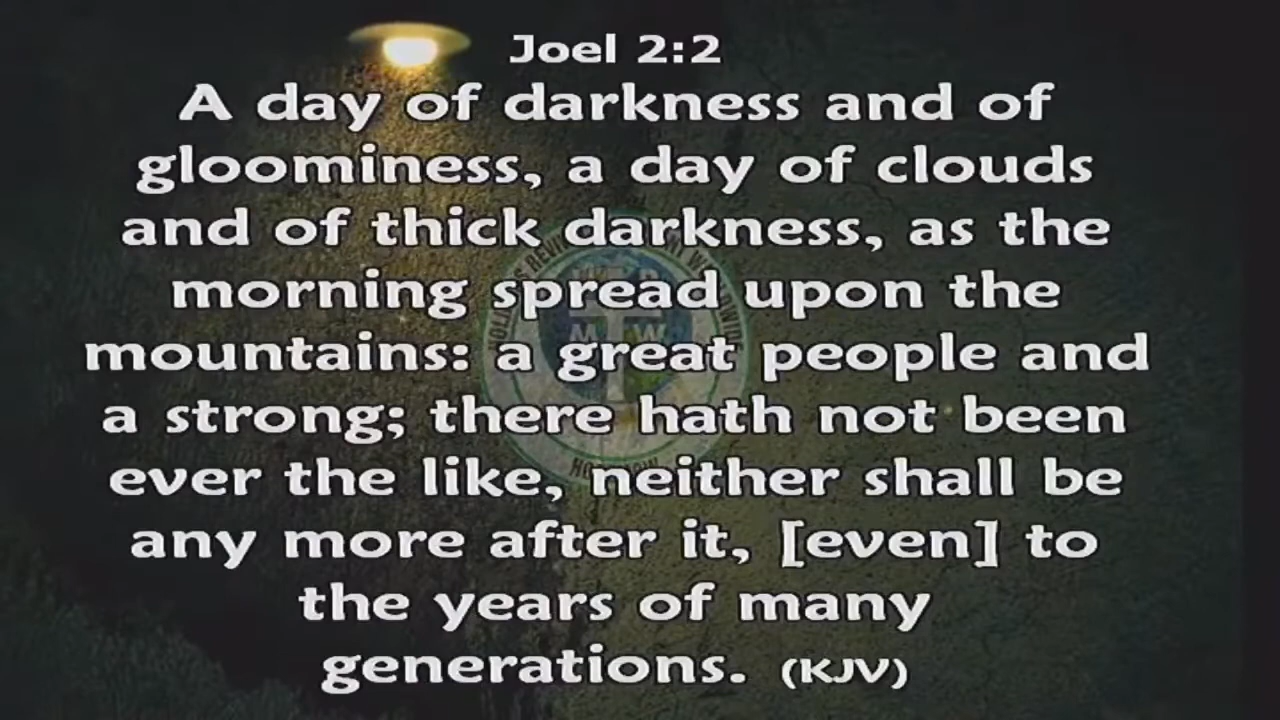 Joel 2:2
A day of darkness and of
gloominess, a day of clouds
and of thick darkness, as the
morning spread upon the
mountains: a great people and
a strong; there hath not been
ever the like, neither shall be
any more after it, [even] to
the years of many
generations. (KJV)